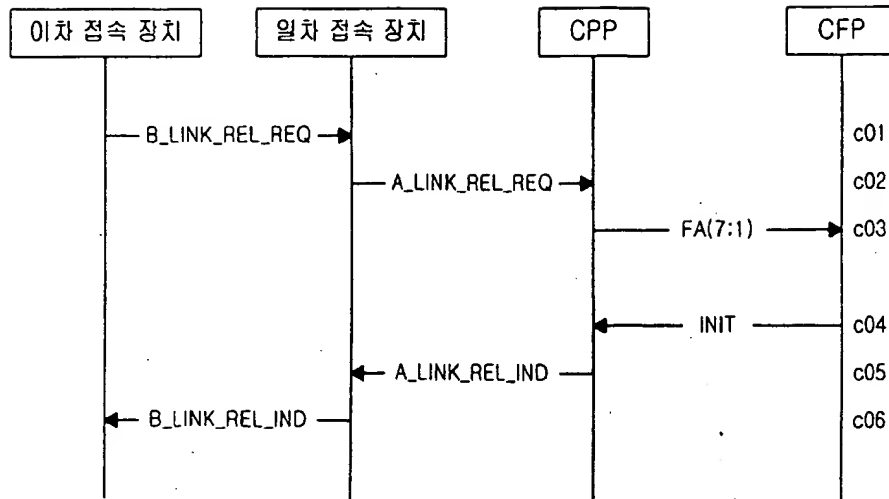 이차 접속 장치
일차 접속 장치
CPP
CFP
B_LINK_REL_REQ
c01
A_LINK_REL_REQ
c02
FA(7:1)
c03
INIT
c04
A_LINK_REL_IND
c05
B_LINK_REL_IND
c06